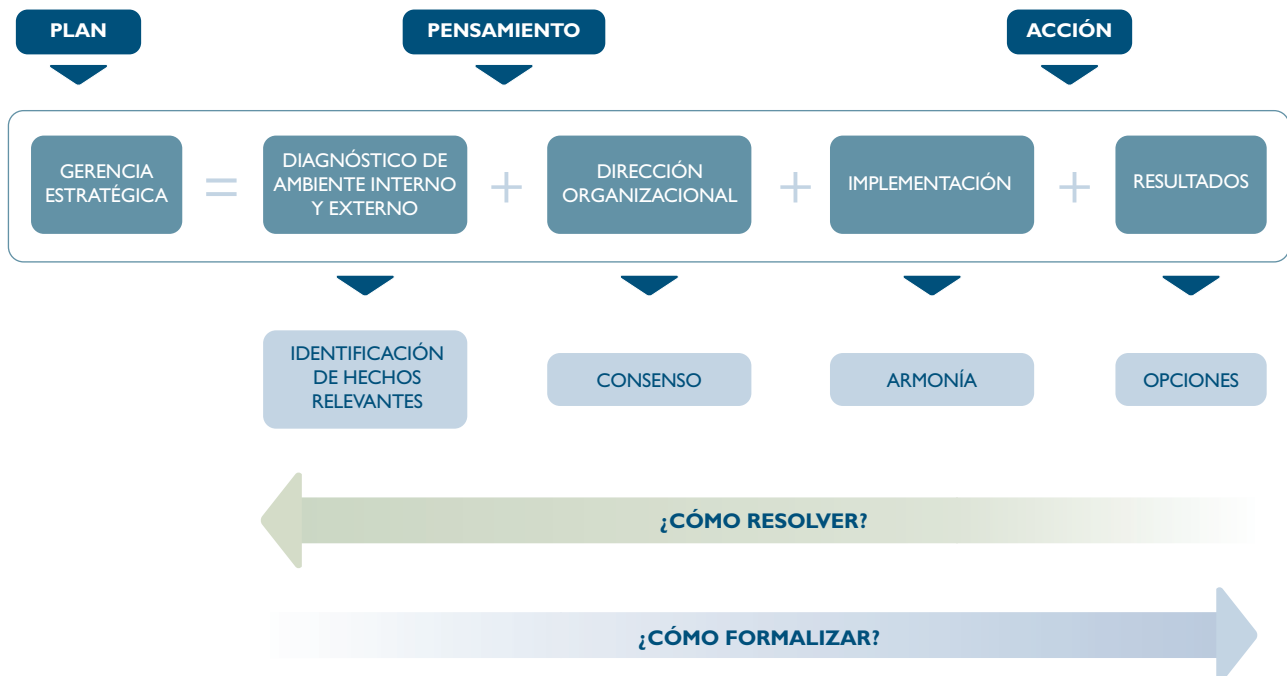 PLAN
PENSAMIENTO
ACCIÓN
GERENCIA
ESTRATÉGICA
=
DIAGNÓSTICO DE
AMBIENTE INTERNO
Y EXTERNO
+
DIRECCIÓN
ORGANIZACIONAL
+
IMPLEMENTACIÓN
+
RESULTADOS
IDENTIFICACIÓN
DE HECHOS
RELEVANTES
CONSENSO
ARMONÍA
OPCIONES
¿CÓMO RESOLVER?
¿CÓMO FORMALIZAR?